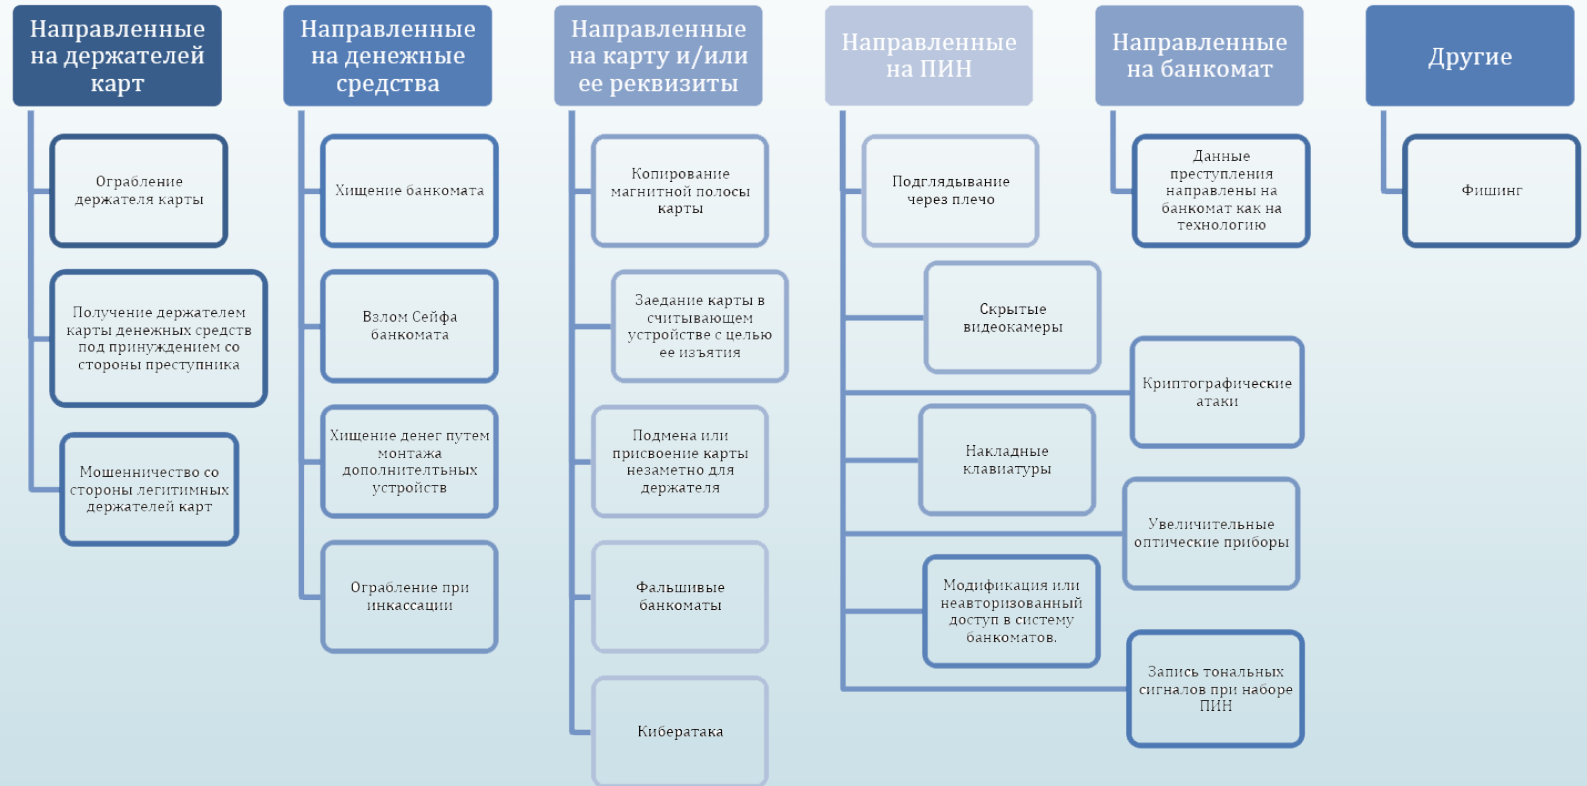 Направленные
на держателей
карт
Ограбление
держателя карты
Получение держателем
карты денежных средств
под принуждением со
стороны преступника
Мошенничество со
стороны легитимных
держателей карт
Направленные
на денежные
средства
Хищение банкомата
Взлом Сейфа
банкомата
Хищение денег путем
монтажа
дополнителтьных
устройств
Ограбление при
инкассации
Направленные
на карту и/или
ее реквизиты
Копирование
магнитной полосы
карты
Заедание карты в
считывающем
устройстве с целью
ее изъятия
Подмена или
присвоение карты
незаметно для
держателя
Фальшивые
банкоматы
Кибератака
Направленные
на ПИН
Подглядывание
через плечо
Скрытые
видеокамеры
Криптографические
атаки
Накладные
клавиатуры
Увеличительные
оптические приборы
Модификация или
неавторизованный
доступ в систему
банкоматов.
Запись тональных
сигналов при наборе
ПИН
Направленные
на банкомат
Данные
преступления
направлены на
банкомат как на
технологию
Другие
Фишинг